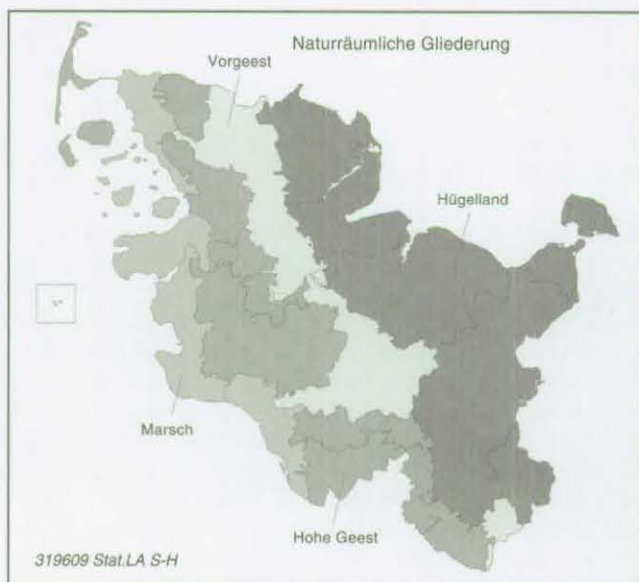 Naturräumliche Gliederung
Vorgeest
Hügelland
Marsch
Hohe Geest
319609 Stat.LA S-H